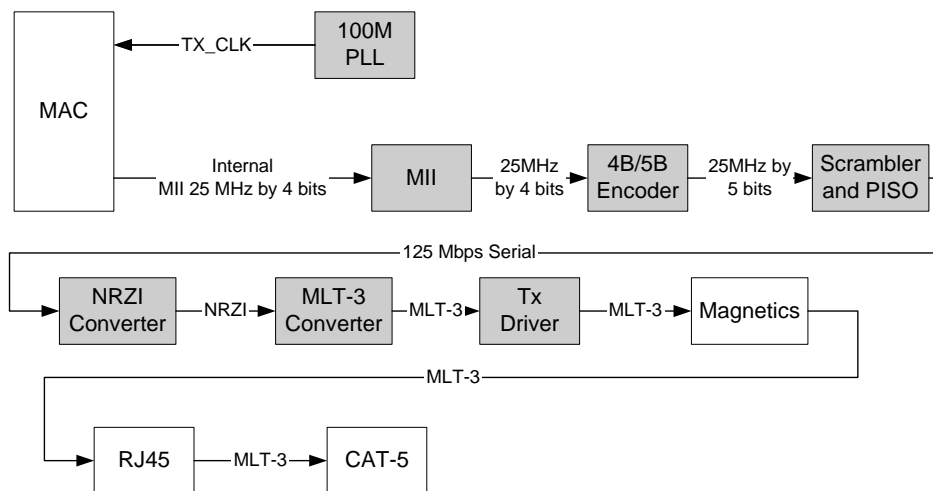 100M
PLL
TX_CLK
MAC
Internal
MII 25 MHz by 4 bits
MII
25MHz
by 4 bits
4B/5B
Encoder
25MHz by
5 bits
Scrambler
and PISO
125 Mbps Serial
NRZI
Converter
NRZI
MLT-3
Converter
MLT-3
Tx
Driver
MLT-3
Magnetics
MLT-3
RJ45
MLT-3
CAT-5